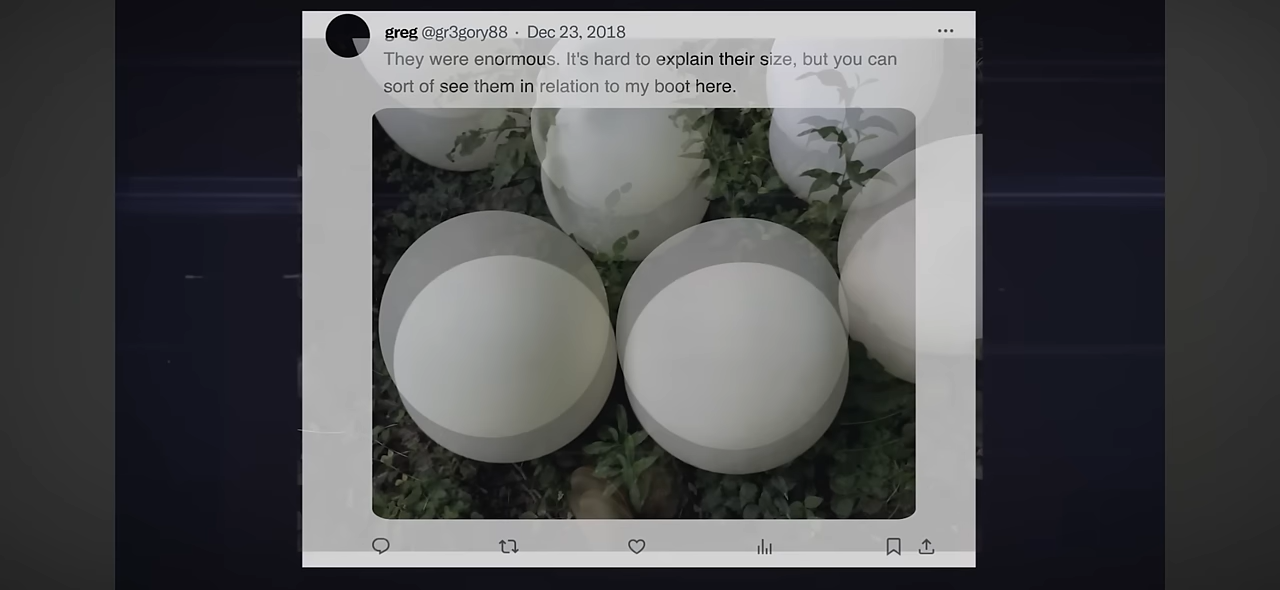 greg @gr3gory88 · Dec 23, 2018
They were enormous. It's hard to explain their size, but you can
sort of see them in relation to my boot here.